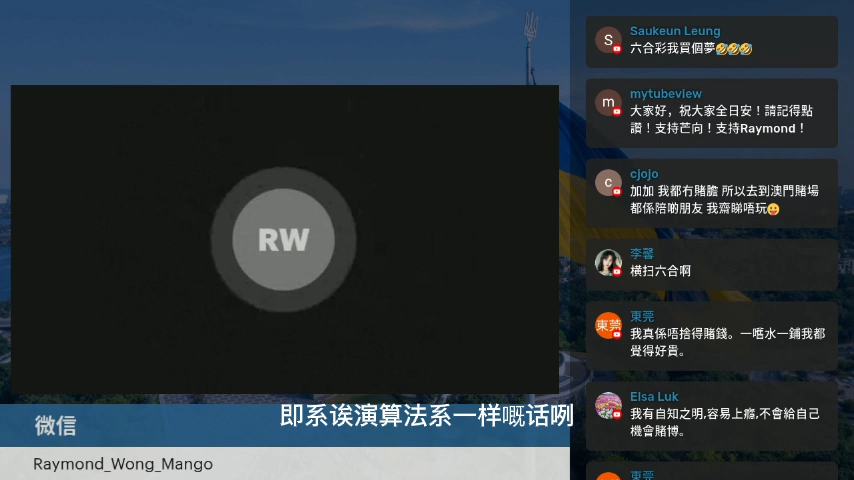 RW
即系诶演算法系一样嘅话咧
微信
Raymond_Wong_Mango
S
Saukeun Leung
六合彩我買個夢🤣🤣🤣
m
mytubeview
大家好，祝大家全日安！請記得點
讚！支持芒向！支持Raymond！
c
cjojo
加加 我都冇賭膽 所以去到澳門賭場
都係陪啲朋友 我齋睇唔玩😛
李馨
橫扫六合啊
東莞
東莞
我真係唔捨得賭錢。一嚿水一鋪我都
覺得好貴。
Elsa Luk
我有自知之明,容易上癮,不會給自己
機會賭博。
東莞